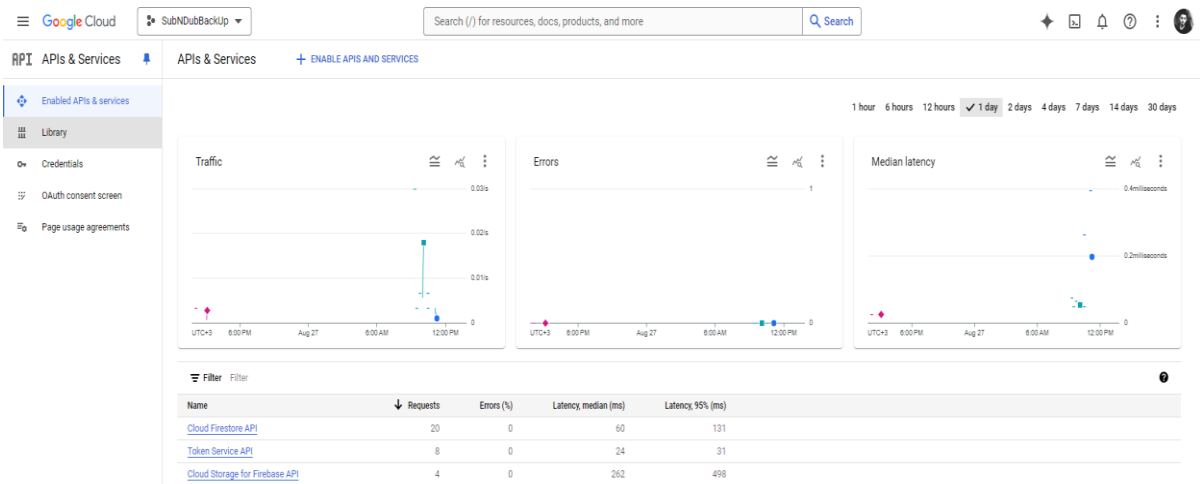 Google Cloud
SubNDubBackUp
Search (/) for resources, docs, products, and more
Search
API APIs & Services
APIs & Services
+ ENABLE APIS AND SERVICES
Enabled APIs & services
Library
Credentials
OAuth consent screen
Page usage agreements
1 hour 6 hours 12 hours 1 day 2 days 4 days 7 days 14 days 30 days
Traffic
0.03/s
0.02/s
0.01/s
0
UTC+3 6:00 PM Aug 27 6:00 AM 12:00 PM
Errors
1
0
UTC+3 6:00 PM Aug 27 6:00 AM 12:00 PM
Median latency
0.4milliseconds
0.2milliseconds
0
UTC+3 6:00 PM Aug 27 6:00 AM 12:00 PM
Filter Filter
Name Requests Errors (%) Latency, median (ms) Latency, 95% (ms)
Cloud Firestore API 20 0 60 131
Token Service API 8 0 24 31
Cloud Storage for Firebase API 4 0 262 498